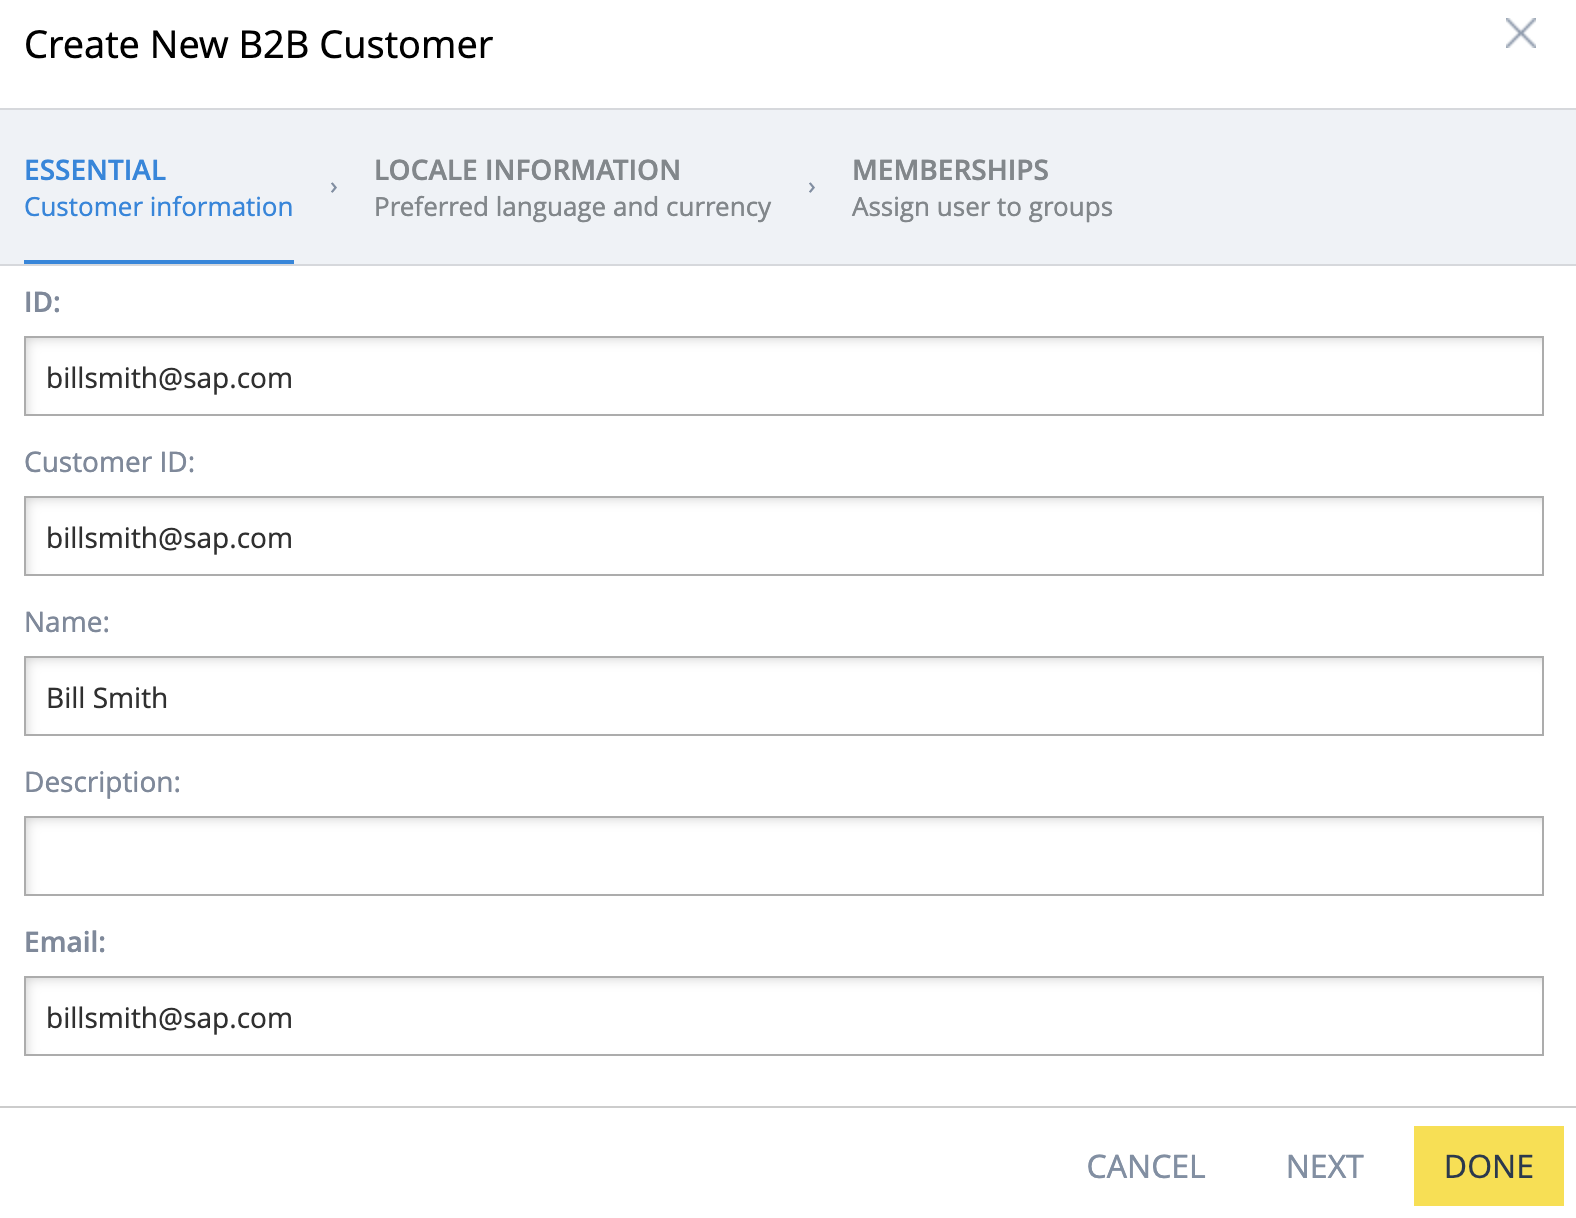 Create New B2B Customer
ESSENTIAL
Customer information
›
LOCALE INFORMATION
Preferred language and currency
›
MEMBERSHIPS
Assign user to groups
ID:
billsmith@sap.com
Customer ID:
billsmith@sap.com
Name:
Bill Smith
Description:
Email:
billsmith@sap.com
CANCEL NEXT DONE